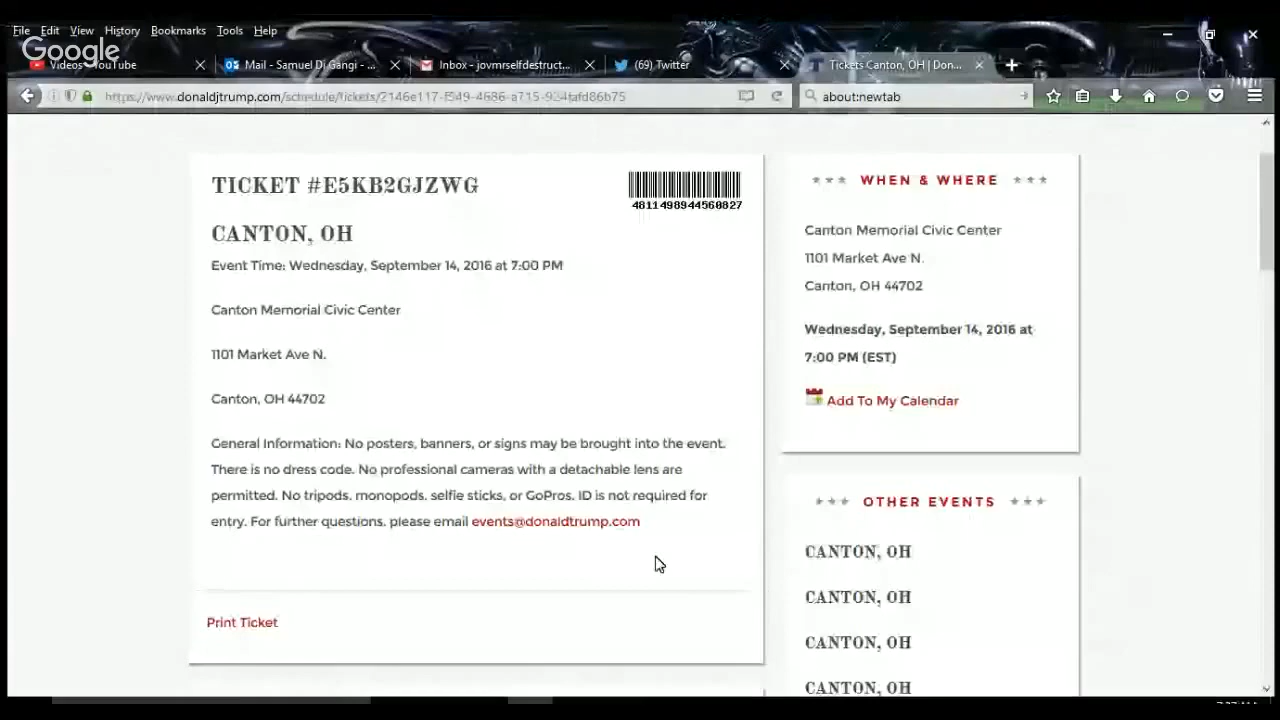 File Edit View History Bookmarks Tools Help
Google
Videos - YouTube
Mail - Samuel Di Gangi - ...
Inbox - jovmrselfdestruct...
(69) Twitter
Tickets Canton, OH | Don...
https://www.donaldjtrump.com/schedule/tickets/2146e117-f549-4686-a715-924fafd86b75
about:newtab
TICKET #E5KB2GJZWG
4811498944560827
CANTON, OH
Event Time: Wednesday, September 14, 2016 at 7:00 PM
Canton Memorial Civic Center
1101 Market Ave N.
Canton, OH 44702
General Information: No posters, banners, or signs may be brought into the event.
There is no dress code. No professional cameras with a detachable lens are
permitted. No tripods, monopods, selfie sticks, or GoPros. ID is not required for
entry. For further questions, please email events@donaldtrump.com
Print Ticket
WHEN & WHERE
Canton Memorial Civic Center
1101 Market Ave N.
Canton, OH 44702
Wednesday, September 14, 2016 at
7:00 PM (EST)
Add To My Calendar
OTHER EVENTS
CANTON, OH
CANTON, OH
CANTON, OH
CANTON, OH